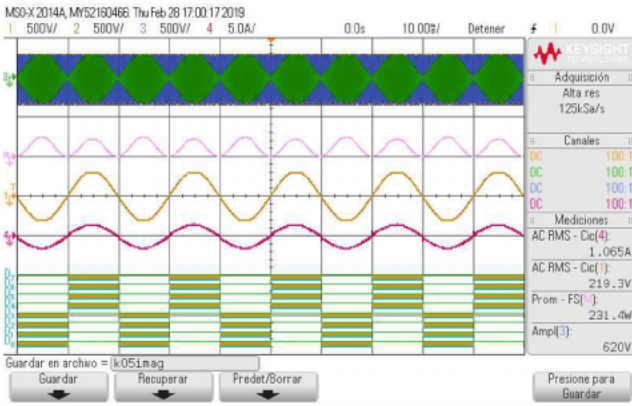 MSO-X 2014A, MY52160466: Thu Feb 28 17:00:17 2019
1 500V/ 2 500V/ 3 500V/ 4 5.0A/ 0.0s 10.00ms/ Detener 1 0.0V
KEYSIGHT
TECHNOLOGIES
Adquisición
Alta res
125kSa/s
Canales
DC 100:1
DC 100:1
DC 100:1
DC 100:1
Mediciones
AC RMS - Cic(4):
1.065A
AC RMS - Cic(1):
219.3V
Prom - FS(M):
231.4W
Ampl(3):
620V
Guardar en archivo = k05imag
Guardar Recuperar Predet/Borrar Presione para
Guardar